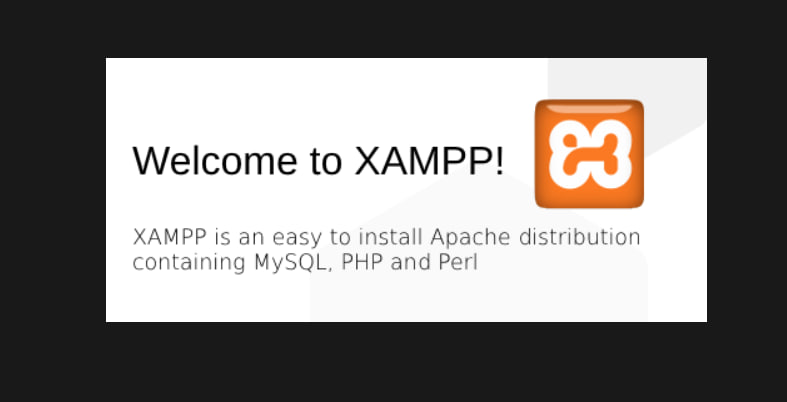 Welcome to XAMPP!
XAMPP is an easy to install Apache distribution
containing MySQL, PHP and Perl